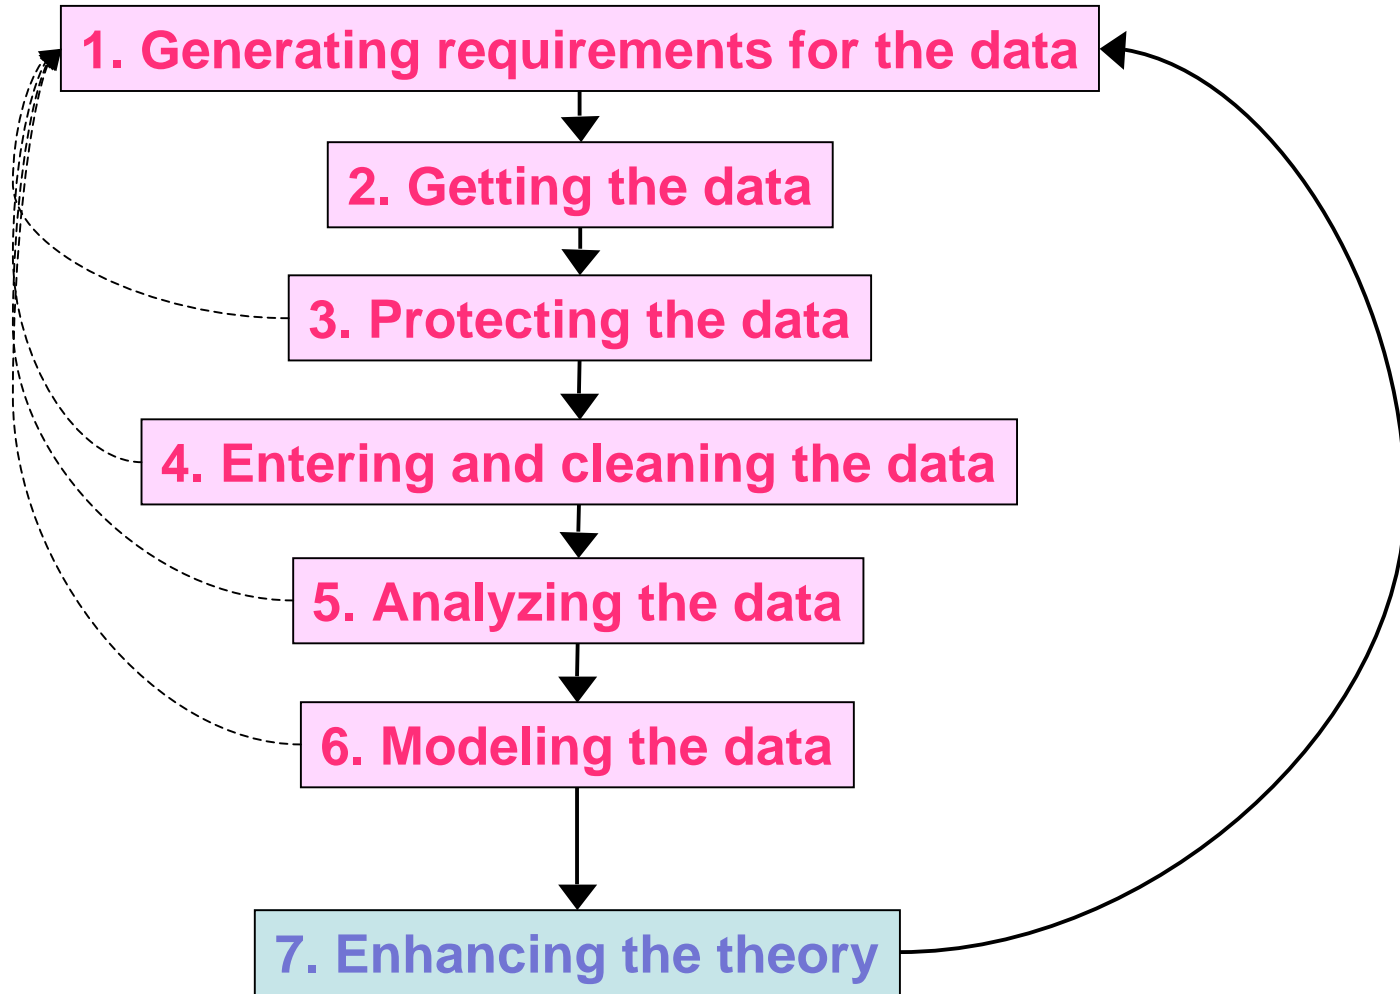 1. Generating requirements for the data
2. Getting the data
3. Protecting the data
4. Entering and cleaning the data
5. Analyzing the data
6. Modeling the data
7. Enhancing the theory